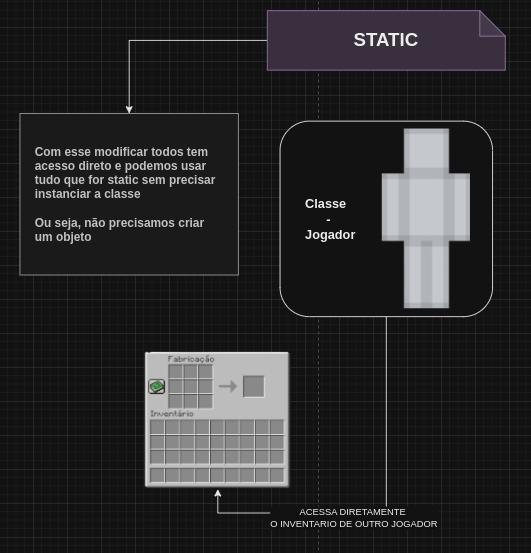 STATIC
Com esse modificar todos tem
acesso direto e podemos usar
tudo que for static sem precisar
instanciar a classe
Ou seja, não precisamos criar
um objeto
Classe
-
Jogador
Fabricação
Inventário
ACESSA DIRETAMENTE
O INVENTARIO DE OUTRO JOGADOR